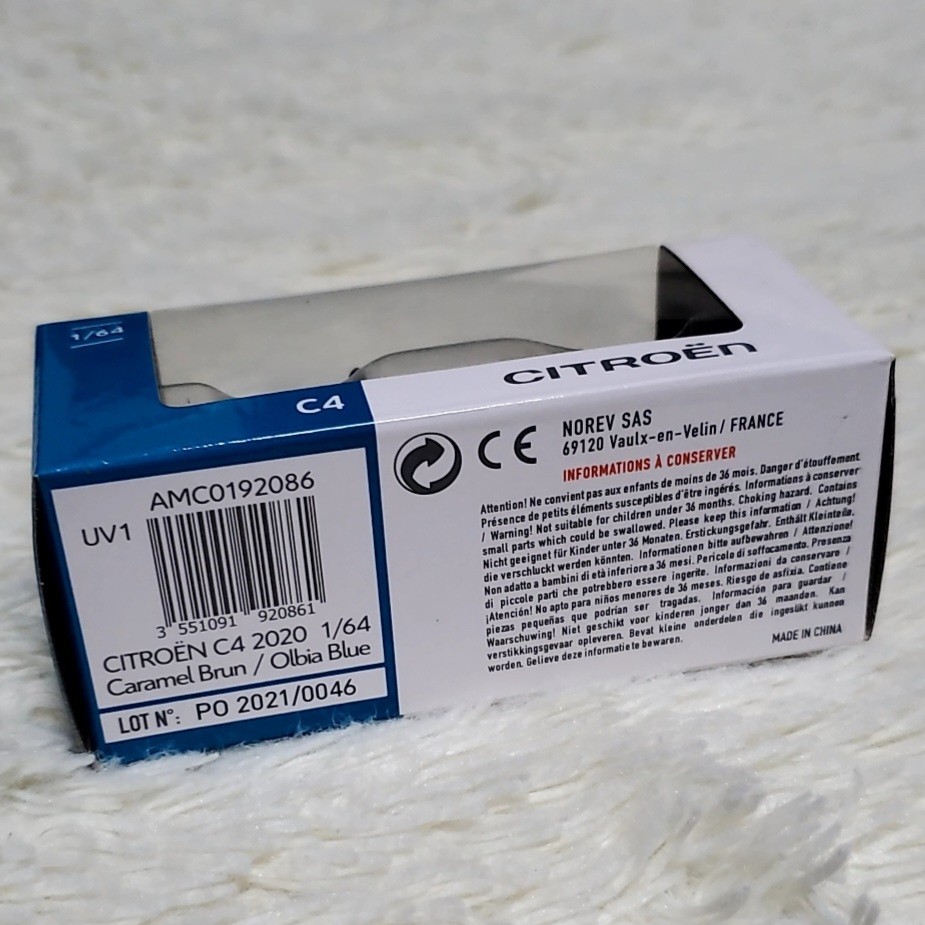 1/64
C4
CITROËN
AMC0192086
UV1
3 551091 920861
CITROËN C4 2020 1/64
Caramel Brun / Olbia Blue
LOT N°: PO 2021/0046
CE
NOREV SAS
69120 Vaulx-en-Velin / FRANCE
INFORMATIONS À CONSERVER
Attention! Ne convient pas aux enfants de moins de 36 mois. Danger d'étouffement.
Présence de petits éléments susceptibles d'être ingérés. Informations à conserver
/ Warning! Not suitable for children under 36 months. Choking hazard. Contains
small parts which could be swallowed. Please keep this information / Achtung!
Nicht geeignet für Kinder unter 36 Monaten. Erstickungsgefahr. Enthält Kleinteile,
die verschluckt werden könnten. Informationen bitte aufbewahren / Attenzione!
Non adatto a bambini di età inferiore a 36 mesi. Pericolo di soffocamento. Presenza
di piccole parti che potrebbero essere ingerite. Informazioni da conservare /
¡Atención! No apto para niños menores de 36 meses. Riesgo de asfixia. Contiene
piezas pequeñas que podrían ser tragadas. Información para guardar /
Waarschuwing! Niet geschikt voor kinderen jonger dan 36 maanden. Kan
verstikkingsgevaar opleveren. Bevat kleine onderdelen die ingeslikt kunnen
worden. Gelieve deze informatie te bewaren.
MADE IN CHINA